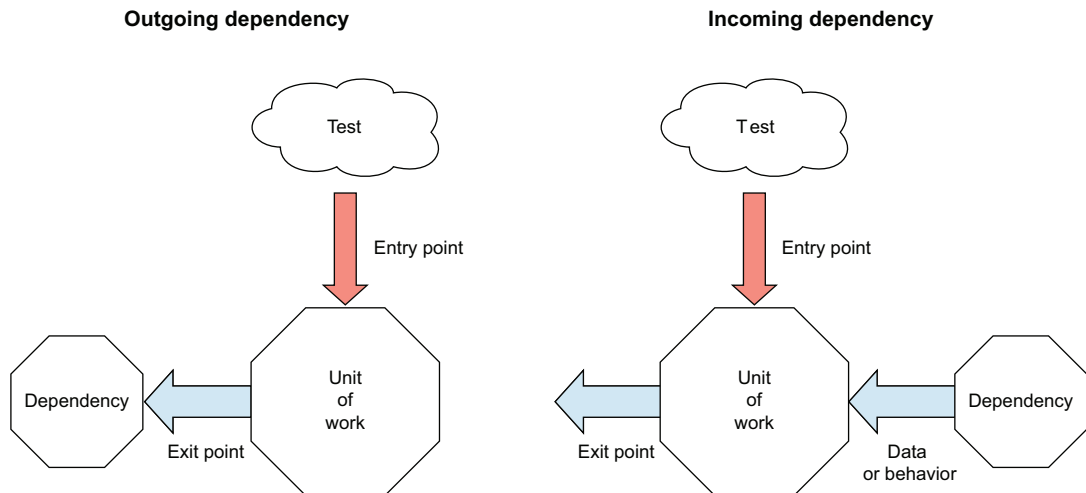 Outgoing dependency
Test
Entry point
Dependency
Unit
of
work
Exit point
Incoming dependency
Test
Entry point
Unit
of
work
Dependency
Exit point
Data
or behavior